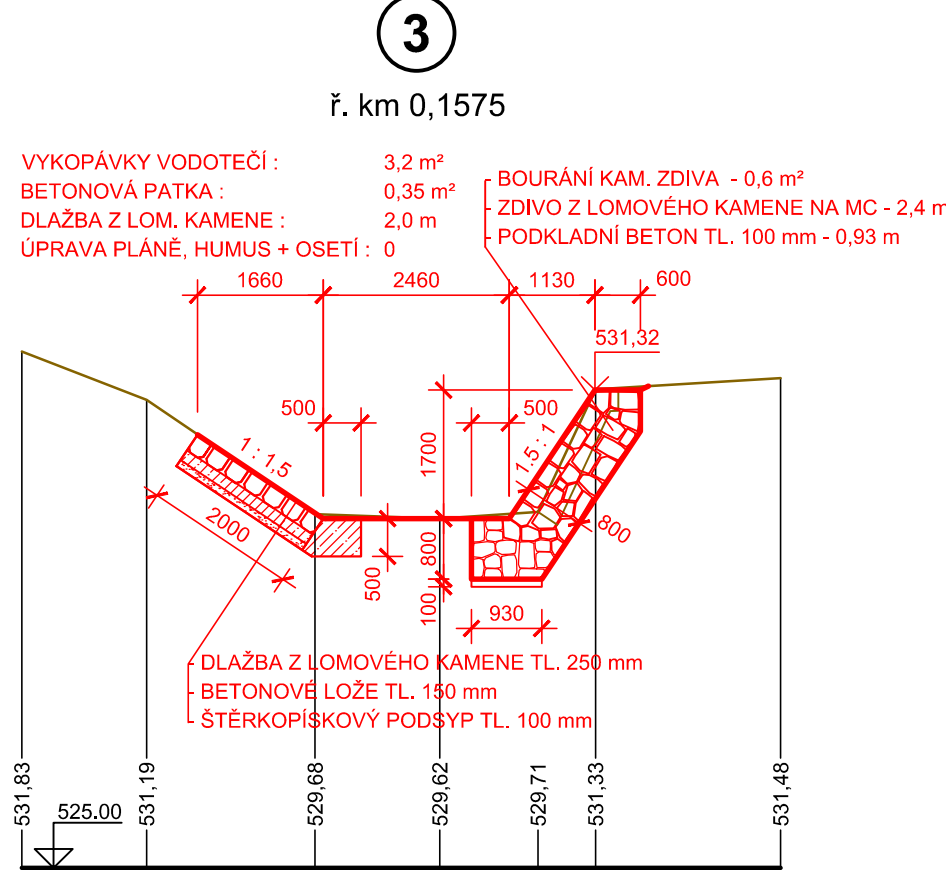 3
ř. km 0,1575
VYKOPÁVKY VODOTEČÍ : 3,2 m²
BETONOVÁ PATKA : 0,35 m²
DLAŽBA Z LOM. KAMENE : 2,0 m
ÚPRAVA PLÁNĚ, HUMUS + OSETÍ : 0
BOURÁNÍ KAM. ZDIVA - 0,6 m²
ZDIVO Z LOMOVÉHO KAMENE NA MC - 2,4 m
PODKLADNÍ BETON TL. 100 mm - 0,93 m
1660
2460
1130
600
531,32
500
500
1700
1 : 1,5
1.5 : 1
2000
500
800
100
800
930
DLAŽBA Z LOMOVÉHO KAMENE TL. 250 mm
BETONOVÉ LOŽE TL. 150 mm
ŠTĚRKOPÍSKOVÝ PODSYP TL. 100 mm
531,83
531,19
529,68
529,62
529,71
531,33
531,48
525.00